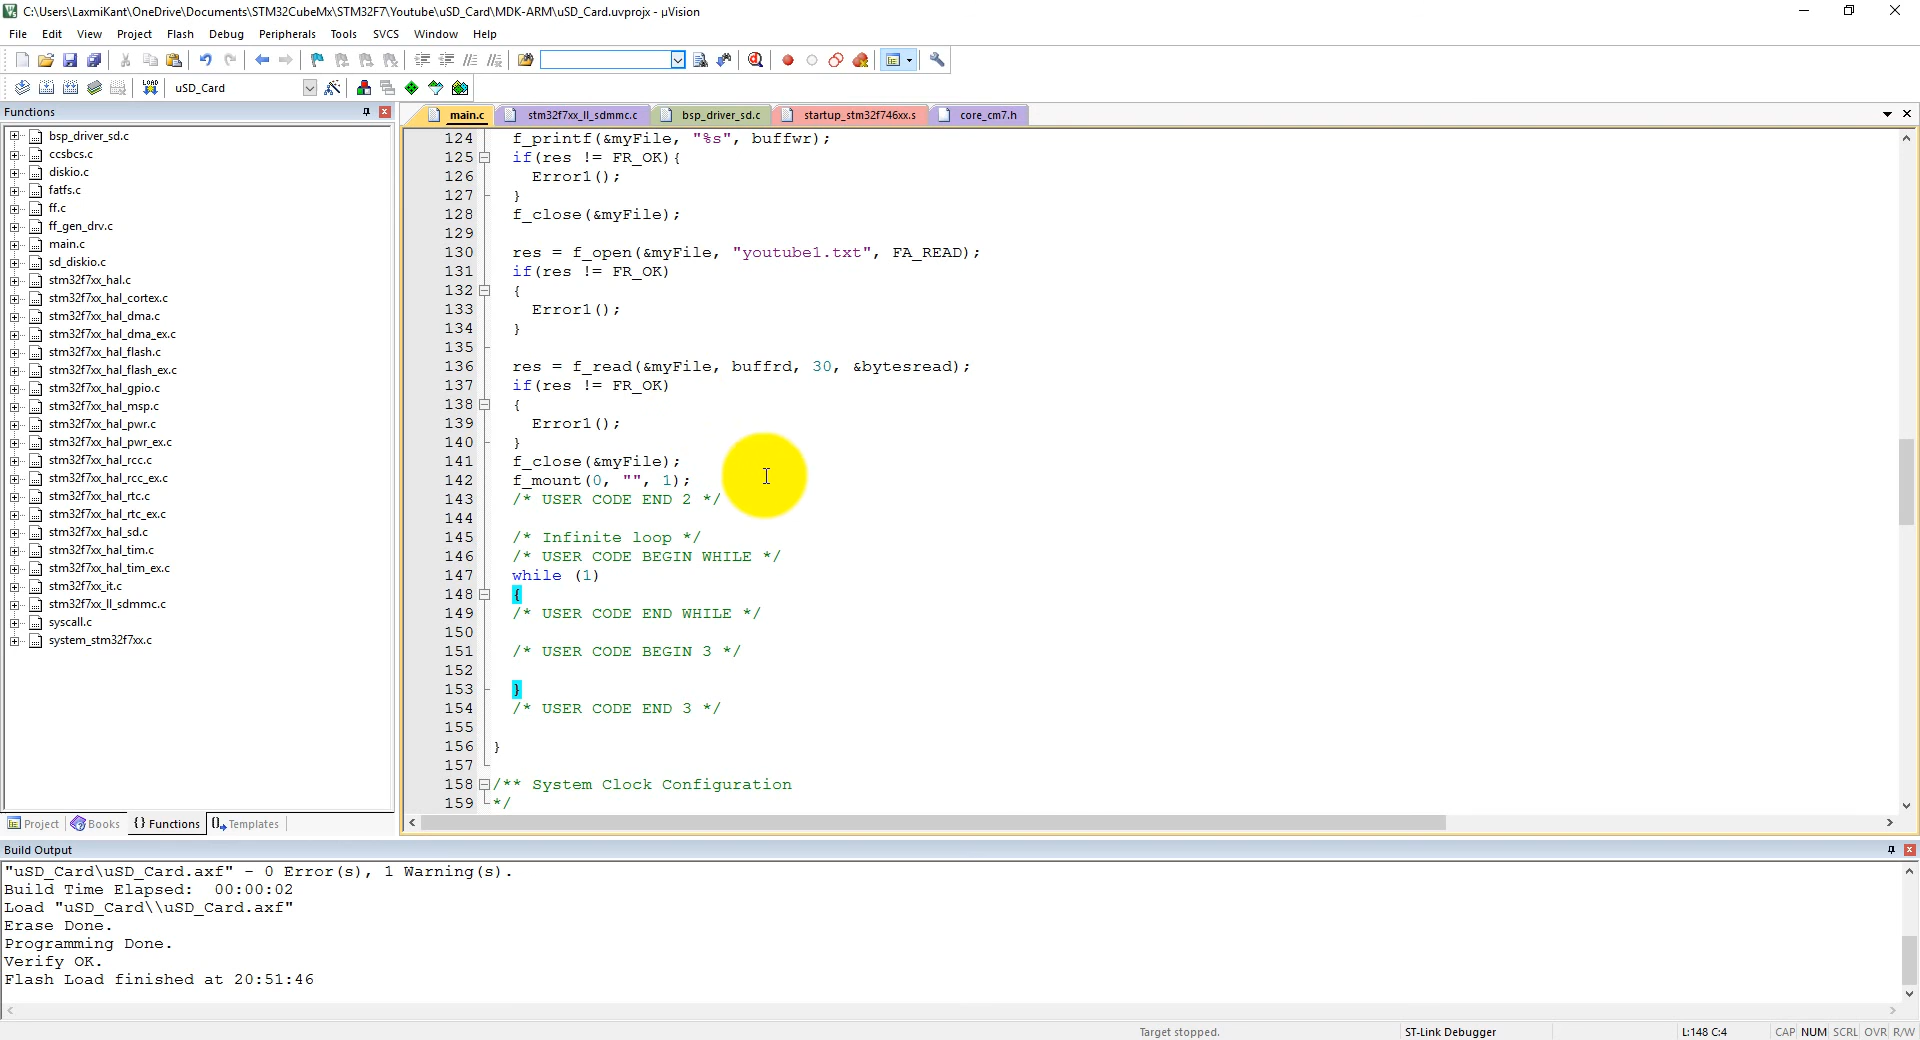 C:\Users\LaxmiKant\OneDrive\Documents\STM32CubeMx\STM32F7\Youtube\uSD_Card\MDK-ARM\uSD_Card.uvprojx - µVision
File Edit View Project Flash Debug Peripherals Tools SVCS Window Help
LOAD uSD_Card
Functions
main.c stm32f7xx_ll_sdmmc.c bsp_driver_sd.c startup_stm32f746xx.s core_cm7.h
bsp_driver_sd.c
ccsbcs.c
diskio.c
fatfs.c
ff.c
ff_gen_drv.c
main.c
sd_diskio.c
stm32f7xx_hal.c
stm32f7xx_hal_cortex.c
stm32f7xx_hal_dma.c
stm32f7xx_hal_dma_ex.c
stm32f7xx_hal_flash.c
stm32f7xx_hal_flash_ex.c
stm32f7xx_hal_gpio.c
stm32f7xx_hal_msp.c
stm32f7xx_hal_pwr.c
stm32f7xx_hal_pwr_ex.c
stm32f7xx_hal_rcc.c
stm32f7xx_hal_rcc_ex.c
stm32f7xx_hal_rtc.c
stm32f7xx_hal_rtc_ex.c
stm32f7xx_hal_sd.c
stm32f7xx_hal_tim.c
stm32f7xx_hal_tim_ex.c
stm32f7xx_it.c
stm32f7xx_ll_sdmmc.c
syscall.c
system_stm32f7xx.c
Project Books {} Functions Templates
124 f_printf(&myFile, "%s", buffwr);
125 if(res != FR_OK){
126 Error1();
127 }
128 f_close(&myFile);
129
130 res = f_open(&myFile, "youtube1.txt", FA_READ);
131 if(res != FR_OK)
132 {
133 Error1();
134 }
135
136 res = f_read(&myFile, buffrd, 30, &bytesread);
137 if(res != FR_OK)
138 {
139 Error1();
140 }
141 f_close(&myFile);
142 f_mount(0, "", 1);
143 /* USER CODE END 2 */
144
145 /* Infinite loop */
146 /* USER CODE BEGIN WHILE */
147 while (1)
148 {
149 /* USER CODE END WHILE */
150
151 /* USER CODE BEGIN 3 */
152
153 }
154 /* USER CODE END 3 */
155
156 }
157
158 /** System Clock Configuration
159 */
Build Output
"uSD_Card\uSD_Card.axf" - 0 Error(s), 1 Warning(s).
Build Time Elapsed: 00:00:02
Load "uSD_Card\\uSD_Card.axf"
Erase Done.
Programming Done.
Verify OK.
Flash Load finished at 20:51:46
Target stopped. ST-Link Debugger L:148 C:4 CAP NUM SCRL OVR R/W